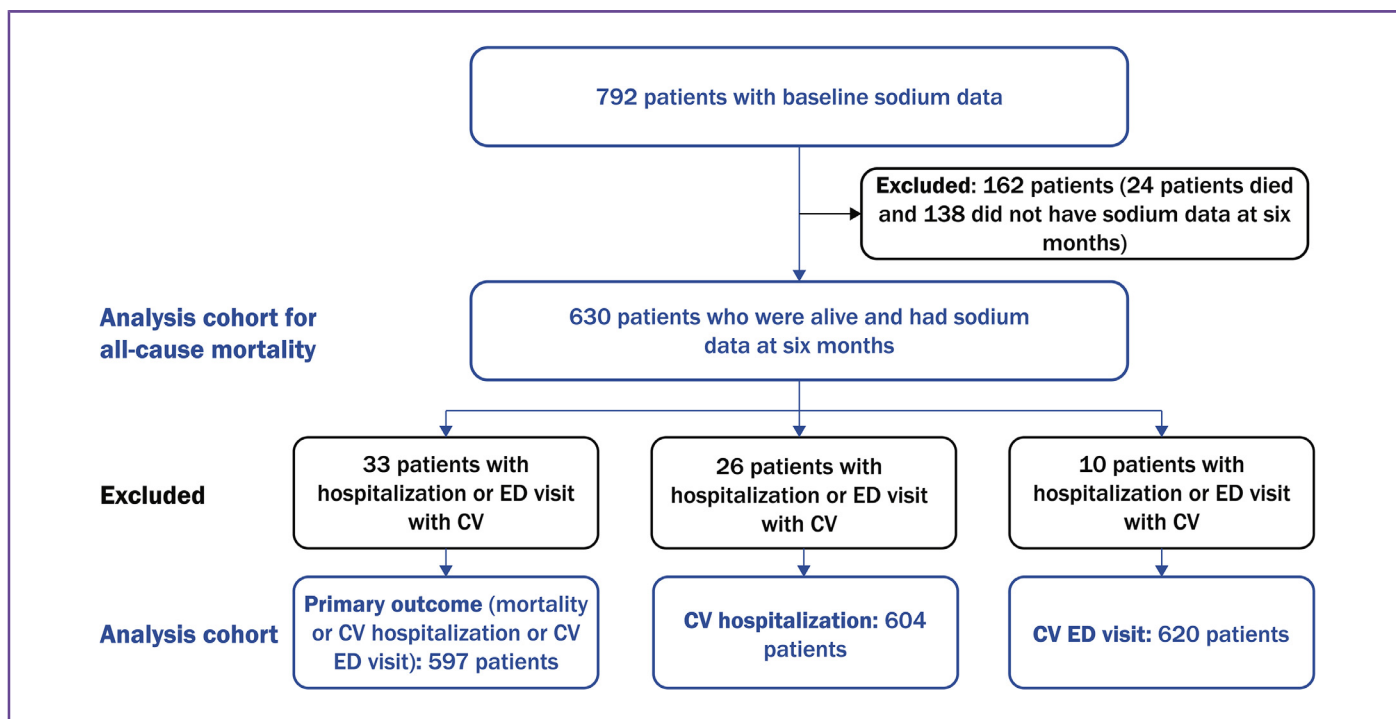 792 patients with baseline sodium data
Excluded: 162 patients (24 patients died
and 138 did not have sodium data at six
months)
Analysis cohort for
all-cause mortality
630 patients who were alive and had sodium
data at six months
Excluded
33 patients with
hospitalization or ED visit
with CV
26 patients with
hospitalization or ED visit
with CV
10 patients with
hospitalization or ED visit
with CV
Analysis cohort
Primary outcome (mortality
or CV hospitalization or CV
ED visit): 597 patients
CV hospitalization: 604
patients
CV ED visit: 620 patients